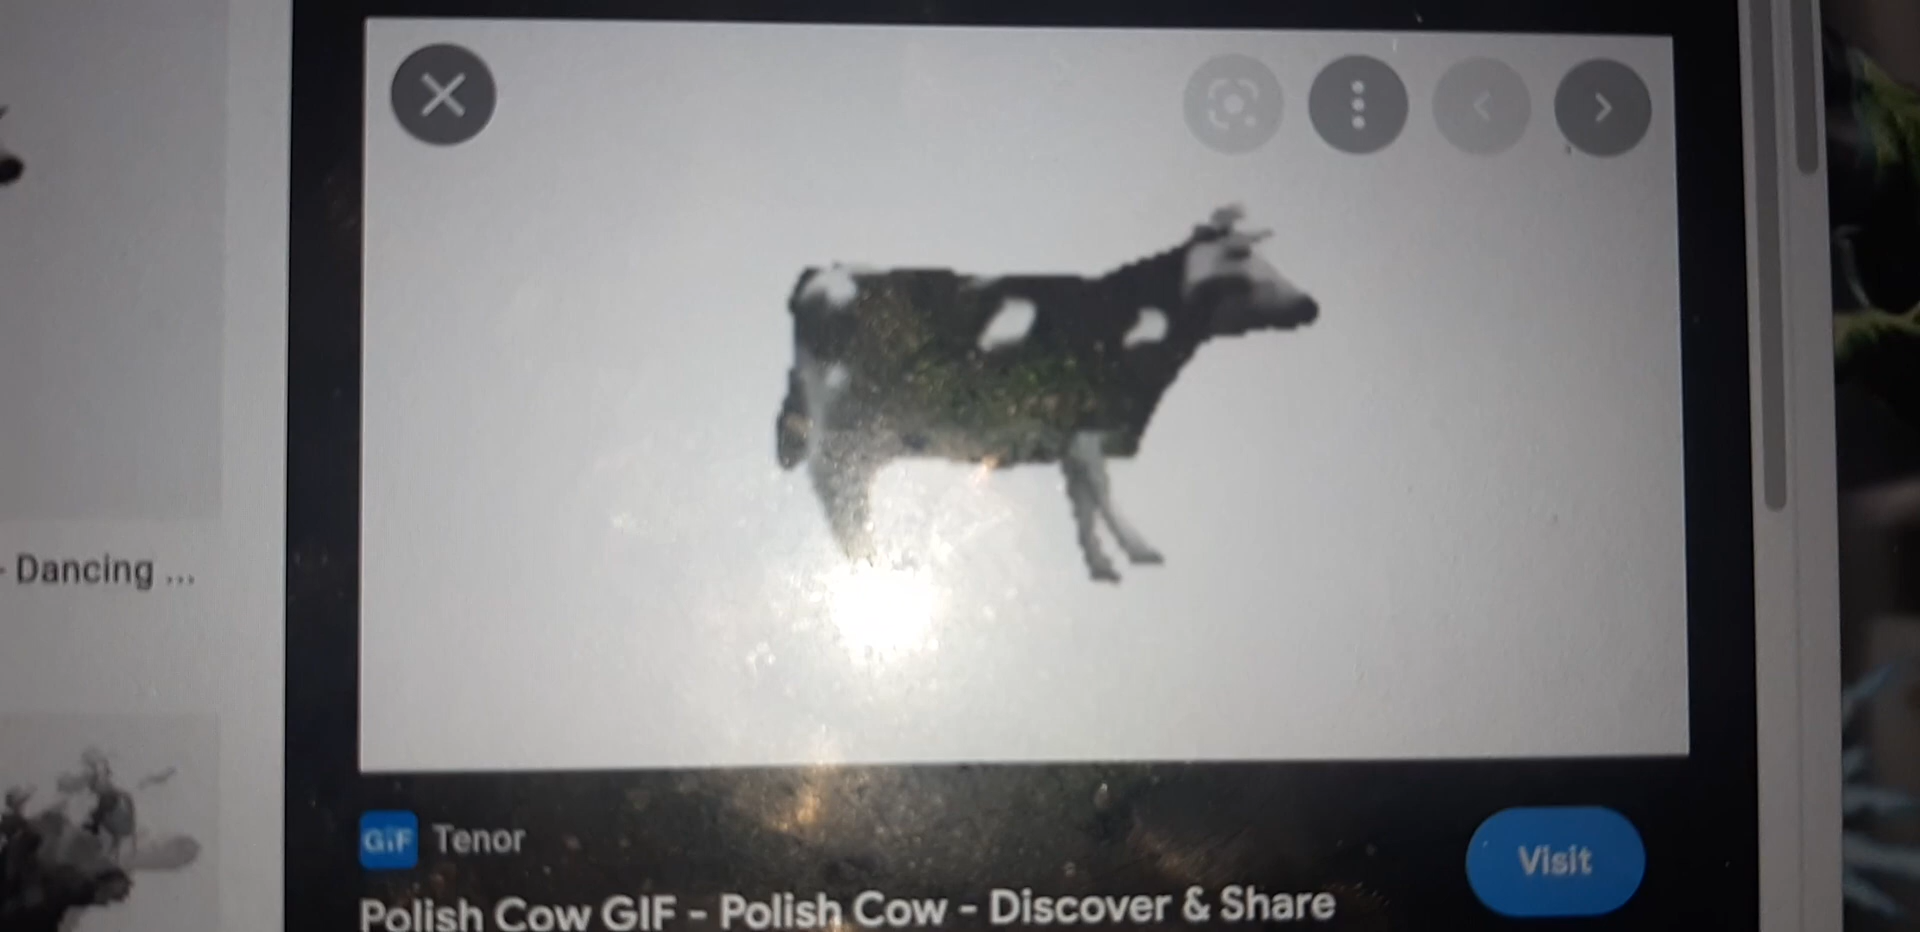 - Dancing ...
GIF Tenor
Visit
Polish Cow GIF - Polish Cow - Discover & Share